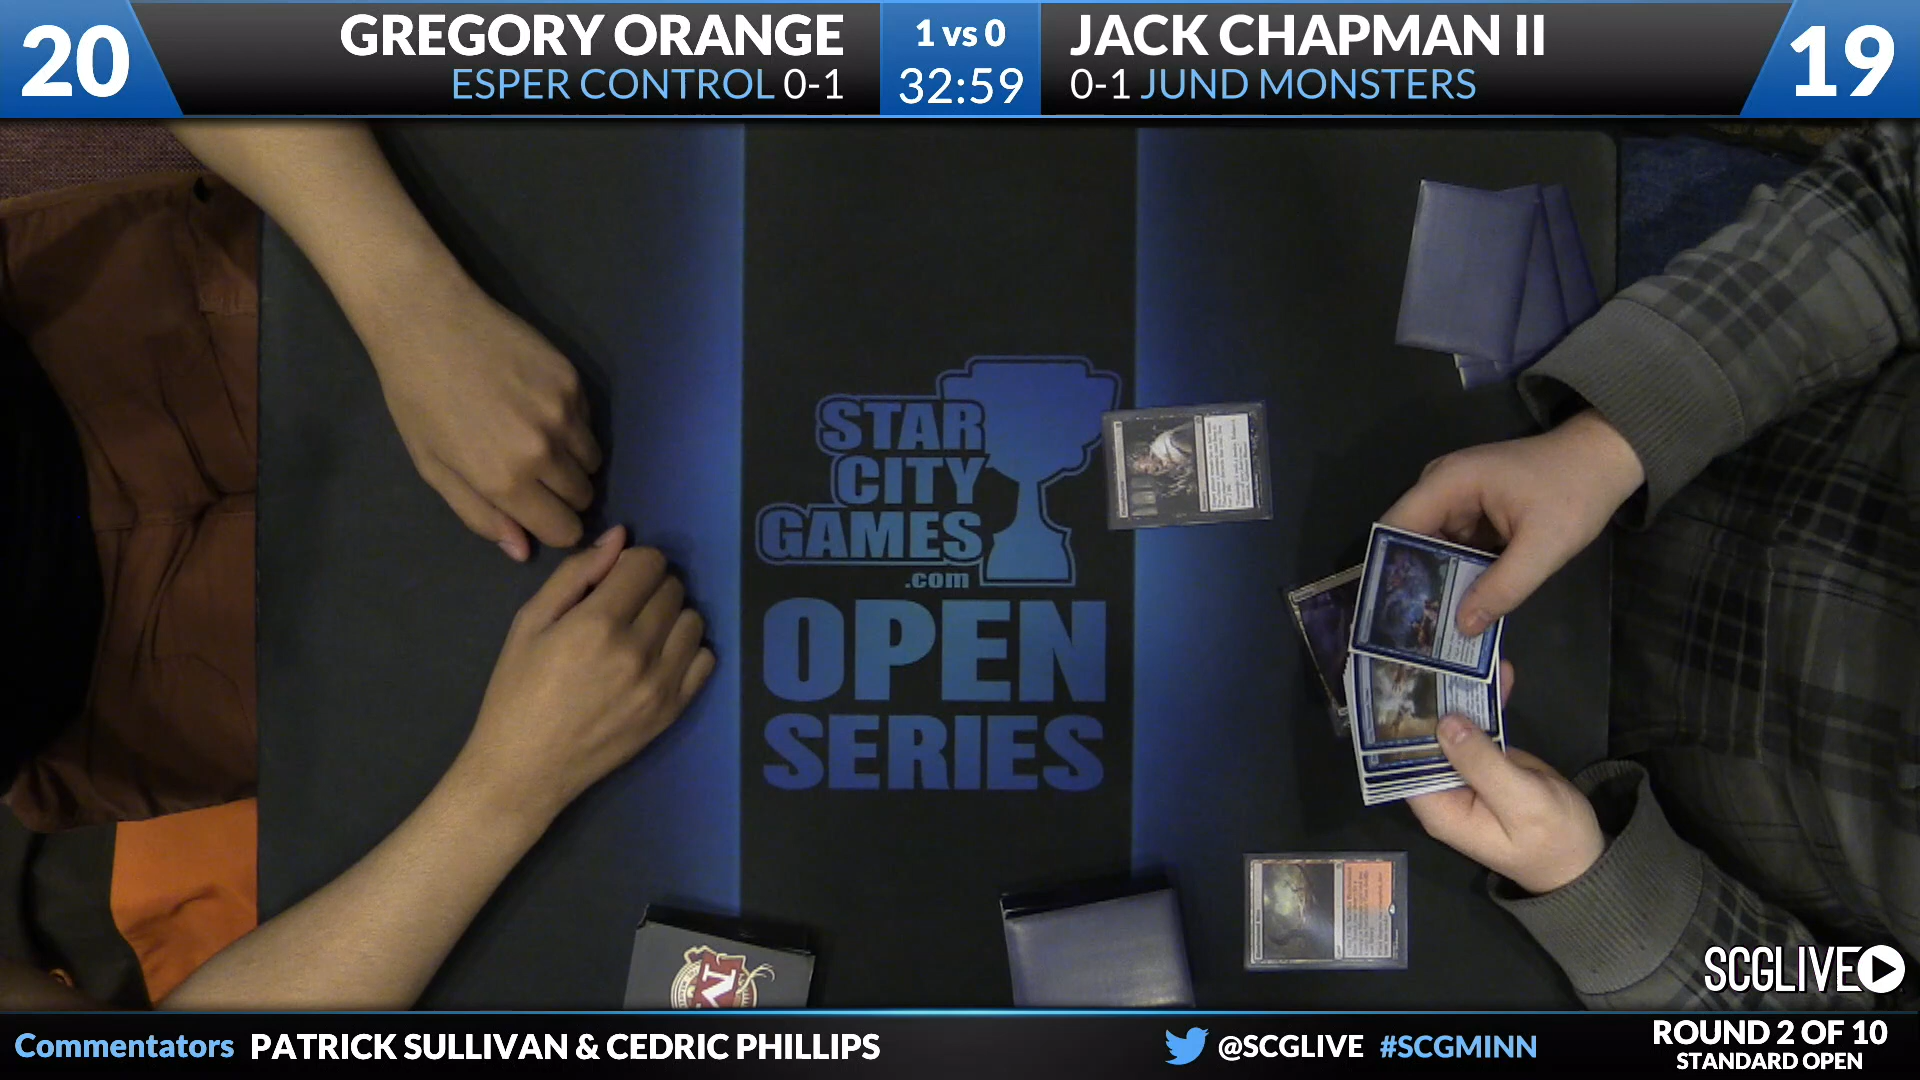 20
GREGORY ORANGE
ESPER CONTROL 0-1
1 vs 0
32:59
JACK CHAPMAN II
0-1 JUND MONSTERS
19
STAR
CITY
GAMES
.com
OPEN
SERIES
SCGLIVE
Commentators PATRICK SULLIVAN & CEDRIC PHILLIPS
@SCGLIVE #SCGMINN
ROUND 2 OF 10
STANDARD OPEN